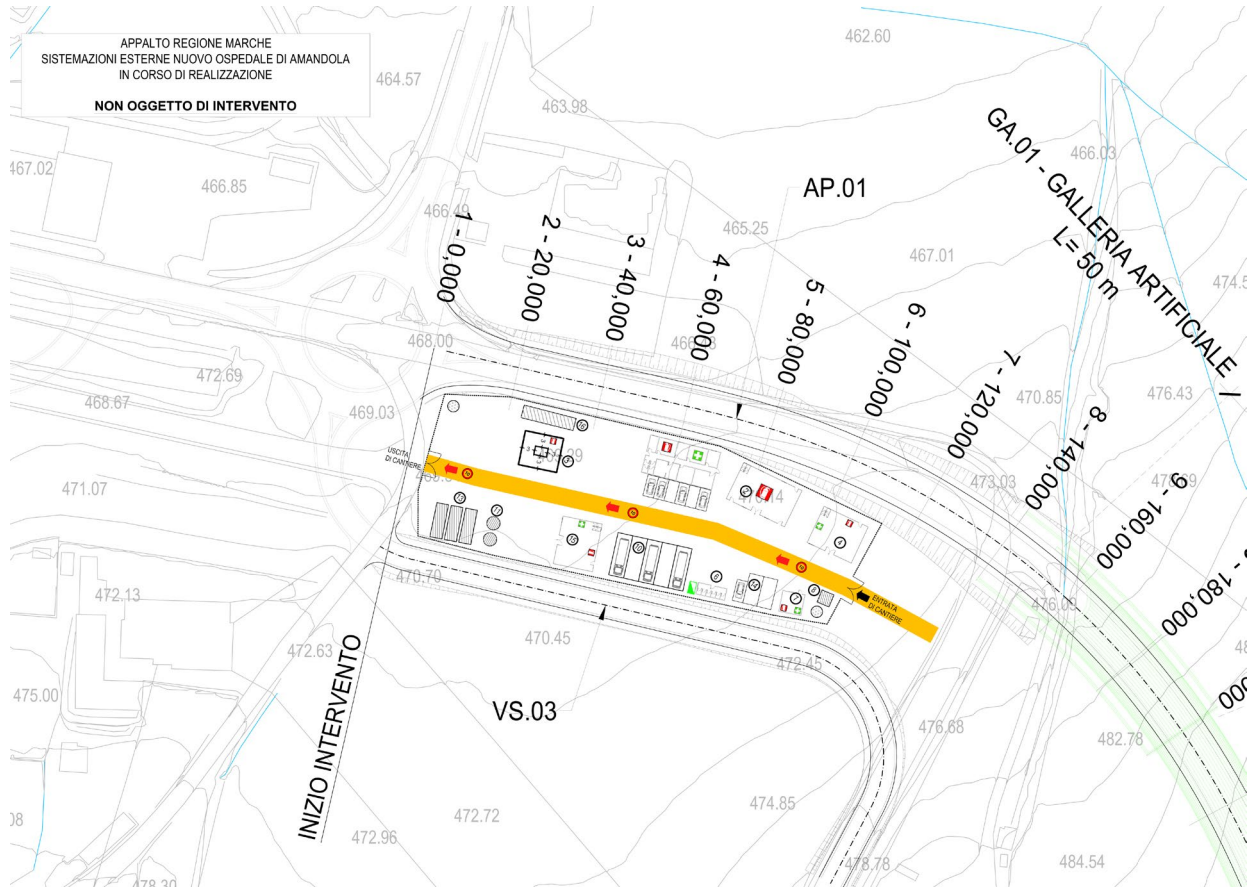 APPALTO REGIONE MARCHE
SISTEMAZIONI ESTERNE NUOVO OSPEDALE DI AMANDOLA
IN CORSO DI REALIZZAZIONE
NON OGGETTO DI INTERVENTO
462.60
464.57
463.98
467.02
466.85
466.49
465.25
467.01
466.03
AP.01
GA.01 - GALLERIA ARTIFICIALE
L= 50 m
1 - 0,000
2 - 20,000
3 - 40,000
4 - 60,000
5 - 80,000
6 - 100,000
7 - 120,000
8 - 140,000
9 - 160,000
180,000
468.00
472.69
468.67
469.03
470.85
476.43
473.03
471.07
USCITA
DI CANTIERE
ENTRATA
DI CANTIERE
470.70
472.13
472.63
470.45
472.45
476.09
475.00
476.68
482.78
VS.03
INIZIO INTERVENTO
472.72
472.96
474.85
478.78
484.54
478.30